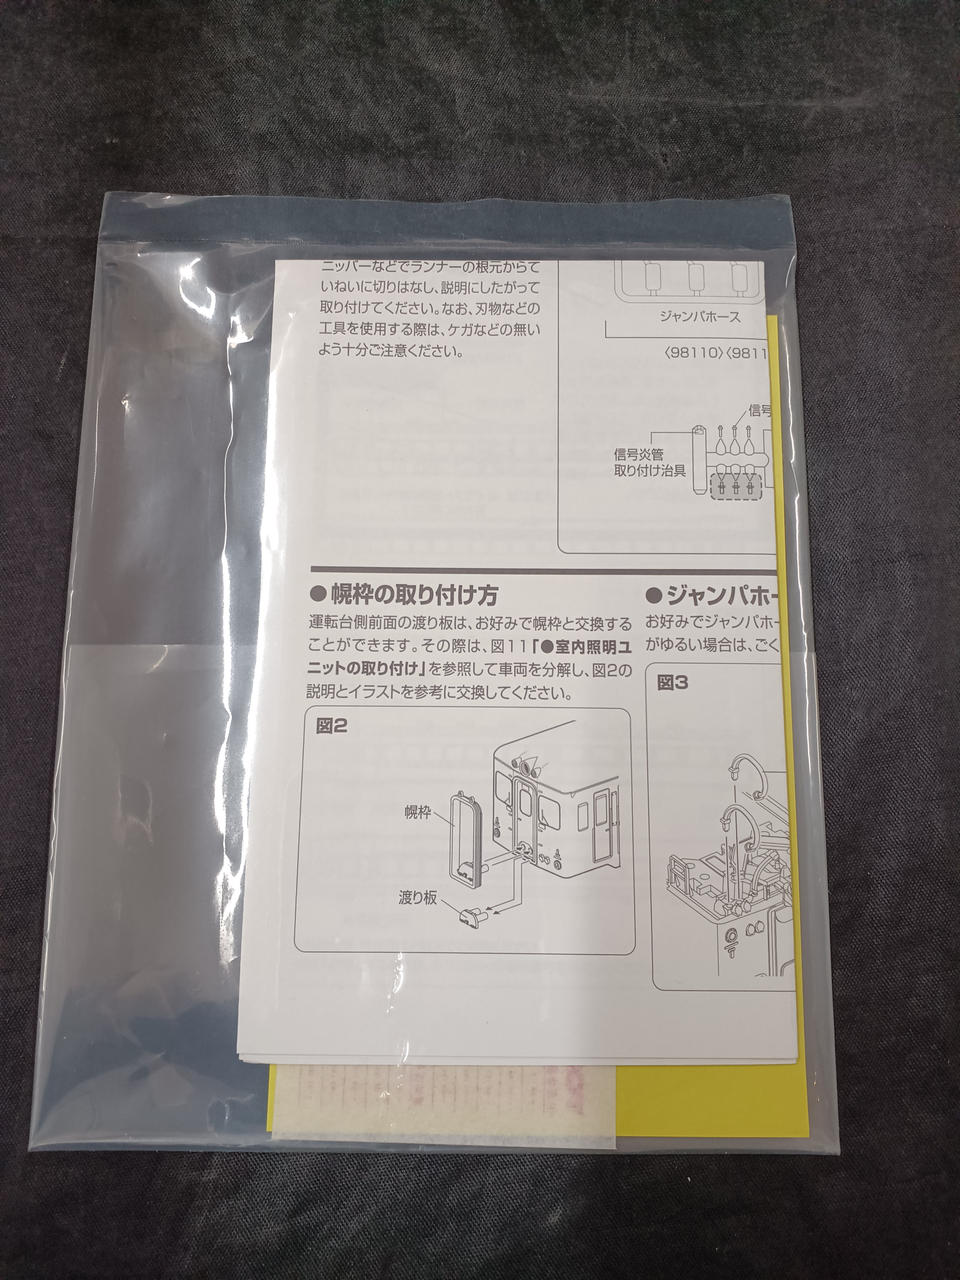 ニッパーなどでランナーの根元からて
いねいに切りはなし、説明にしたがって
取り付けてください。なお、刃物などの
工具を使用する際は、ケガなどの無い
よう十分ご注意ください。
ジャンパホース
〈98110〉〈9811
信号
信号炎管
取り付け治具
●幌枠の取り付け方
運転台側前面の渡り板は、お好みで幌枠と交換する
ことができます。その際は、図11「●室内照明ユ
ニットの取り付け」を参照して車両を分解し、図2の
説明とイラストを参考に交換してください。
図2
幌枠
渡り板
●ジャンパホー
お好みでジャンパホー
がゆるい場合は、ごく
図3